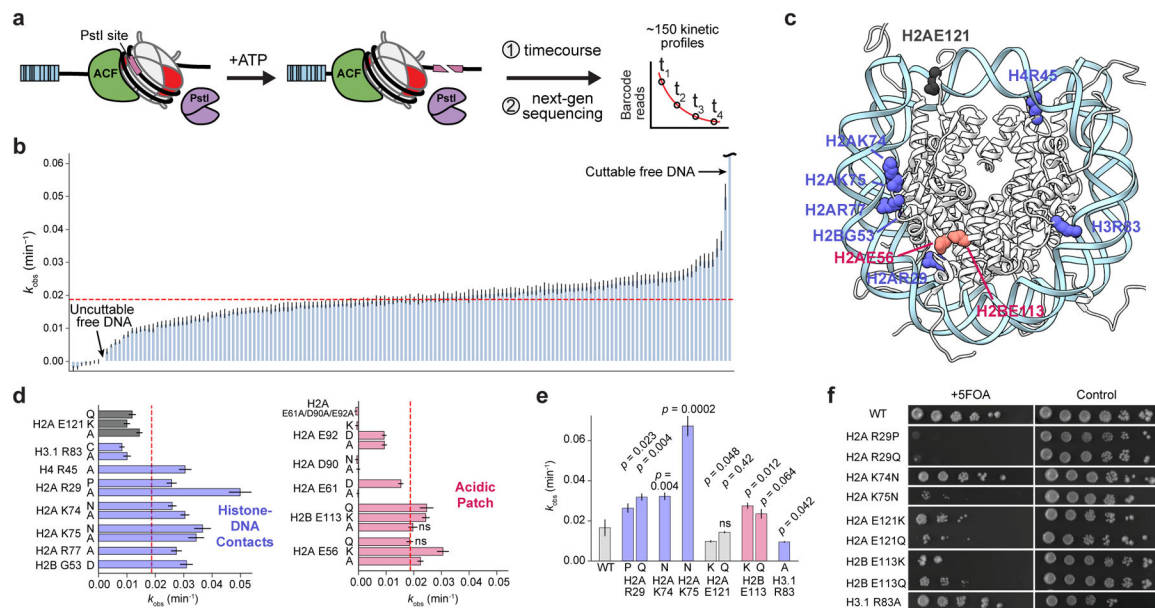 a
PstI site
ACF
PstI
+ATP
ACF
PstI
1 timecourse
2 next-gen
sequencing
~150 kinetic
profiles
Barcode
reads
t1
t2
t3
t4
b
kobs (min−1)
0.06
0.05
0.04
0.03
0.02
0.01
0.00
Uncuttable
free DNA
Cuttable free DNA
c
H2AE121
H4R45
H2AK74
H2AK75
H2AR77
H2BG53
H2AE56
H2AR29
H3R83
H2BE113
d
H2A E121
Q
K
A
H3.1 R83
C
A
H4 R45
A
H2A R29
P
A
H2A K74
N
A
H2A K75
N
A
H2A R77
A
H2B G53
D
Histone-
DNA
Contacts
0.00
0.01
0.02
0.03
0.04
0.05
kobs (min−1)
H2A
E61A/D90A/E92A
H2A E92
K
D
A
H2A D90
N
A
H2A E61
D
A
H2B E113
Q
K
A
ns
H2A E56
Q
K
A
ns
Acidic
Patch
0.00
0.01
0.02
0.03
0.04
0.05
kobs (min−1)
e
kobs (min−1)
0.06
0.04
0.02
0.00
p = 0.023
p = 0.004
p =
0.004
p = 0.0002
p = 0.048
p = 0.42
ns
p = 0.012
p = 0.064
p = 0.042
WT
P Q
H2A
R29
N
H2A
K74
N
H2A
K75
K Q
H2A
E121
K Q
H2B
E113
A
H3.1
R83
f
+5FOA
Control
WT
H2A R29P
H2A R29Q
H2A K74N
H2A K75N
H2A E121K
H2A E121Q
H2B E113K
H2B E113Q
H3.1 R83A